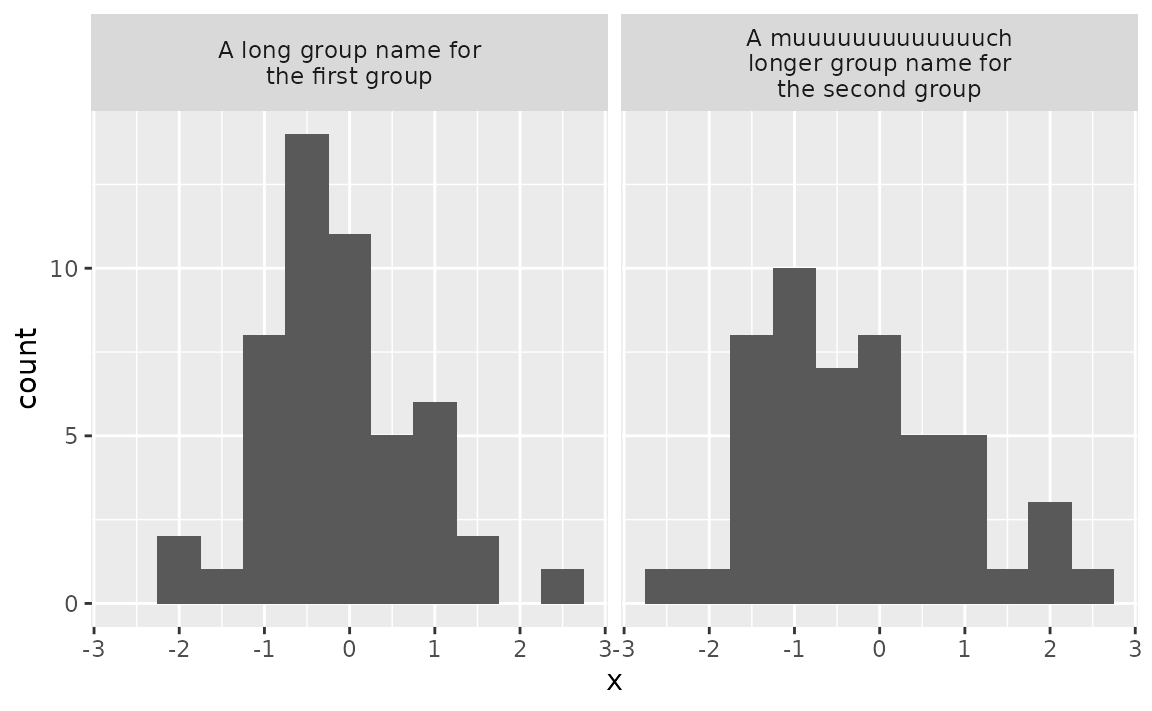 A long group name for
the first group
A muuuuuuuuuuuuuch
longer group name for
the second group
10
5
0
count
-3 -2 -1 0 1 2 3
-3 -2 -1 0 1 2 3
x